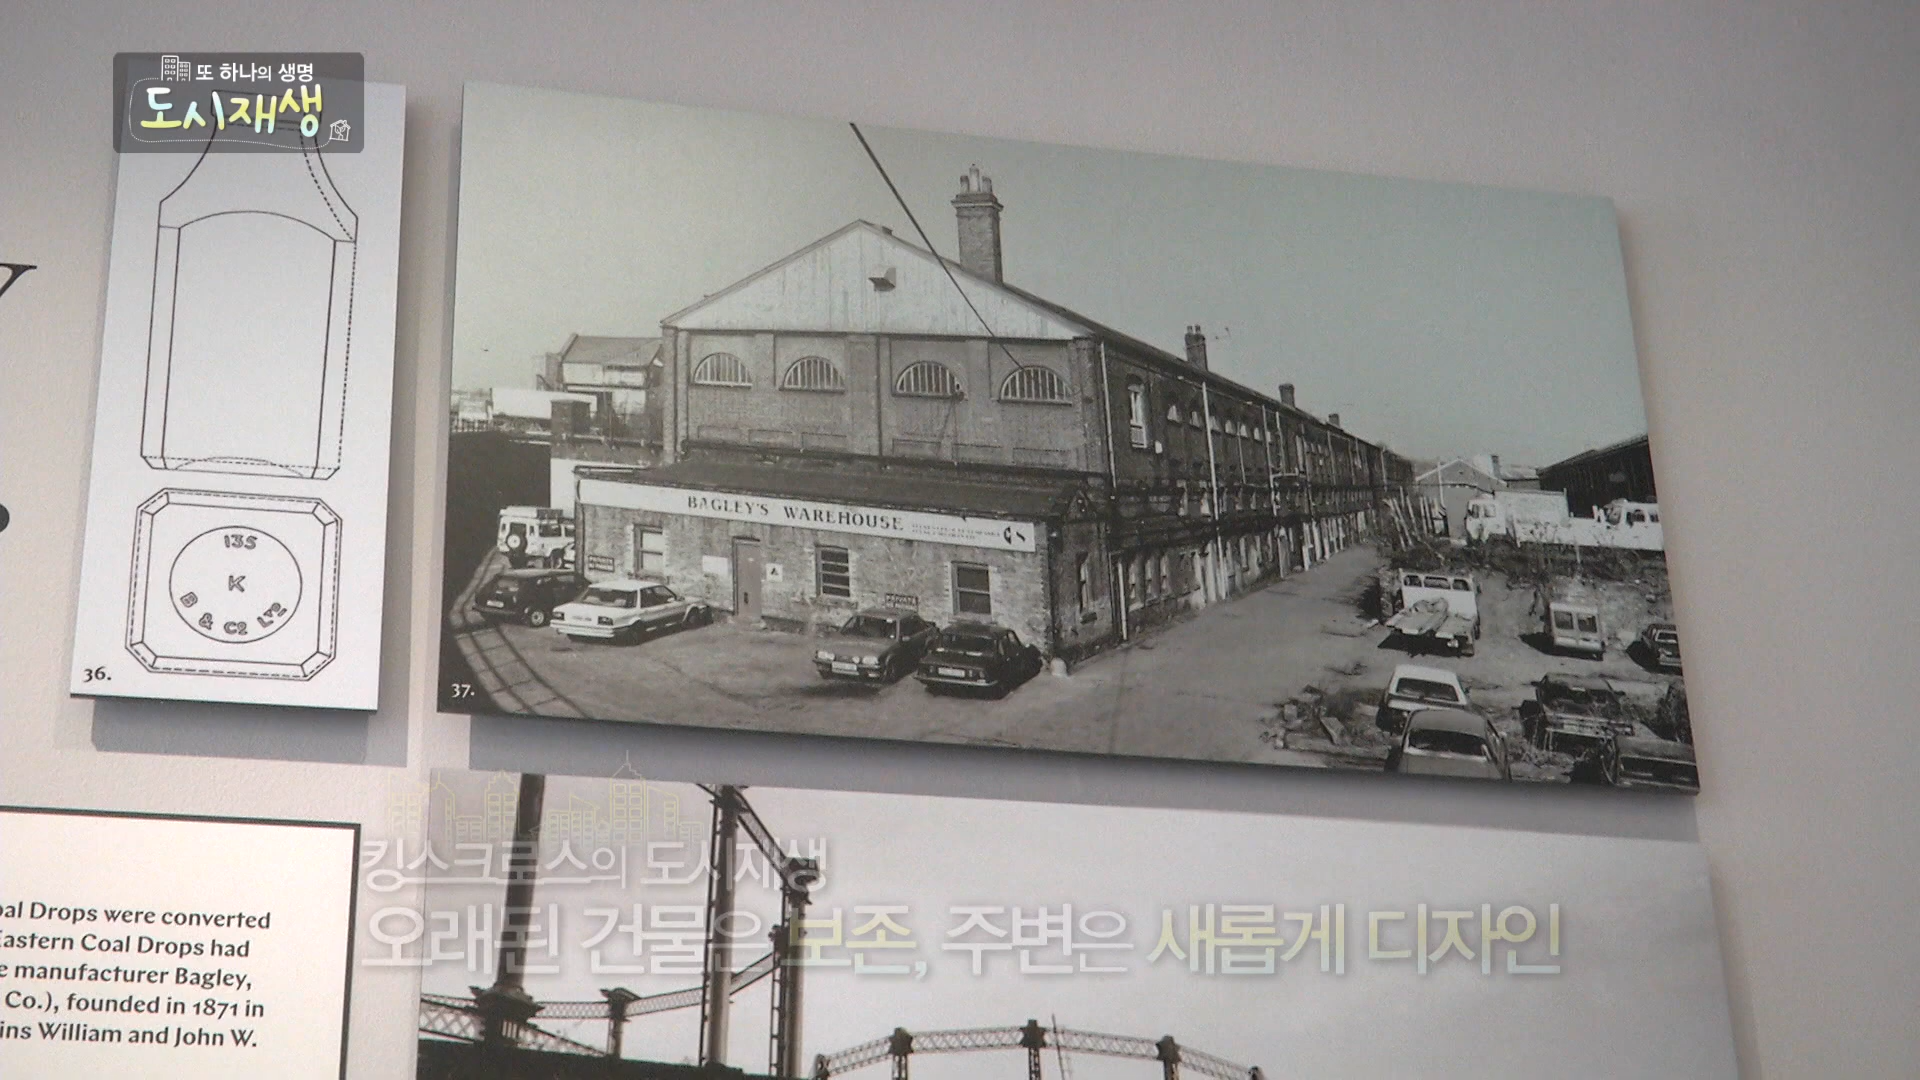 또 하나의 생명
도시재생
135
K
B & Co Ltd
36.
BAGLEY'S WAREHOUSE
PRIVATE
37.
oal Drops were converted
Eastern Coal Drops had
e manufacturer Bagley,
Co.), founded in 1871 in
ins William and John W.
킹스크로스의 도시재생
오래된 건물은 보존, 주변은 새롭게 디자인